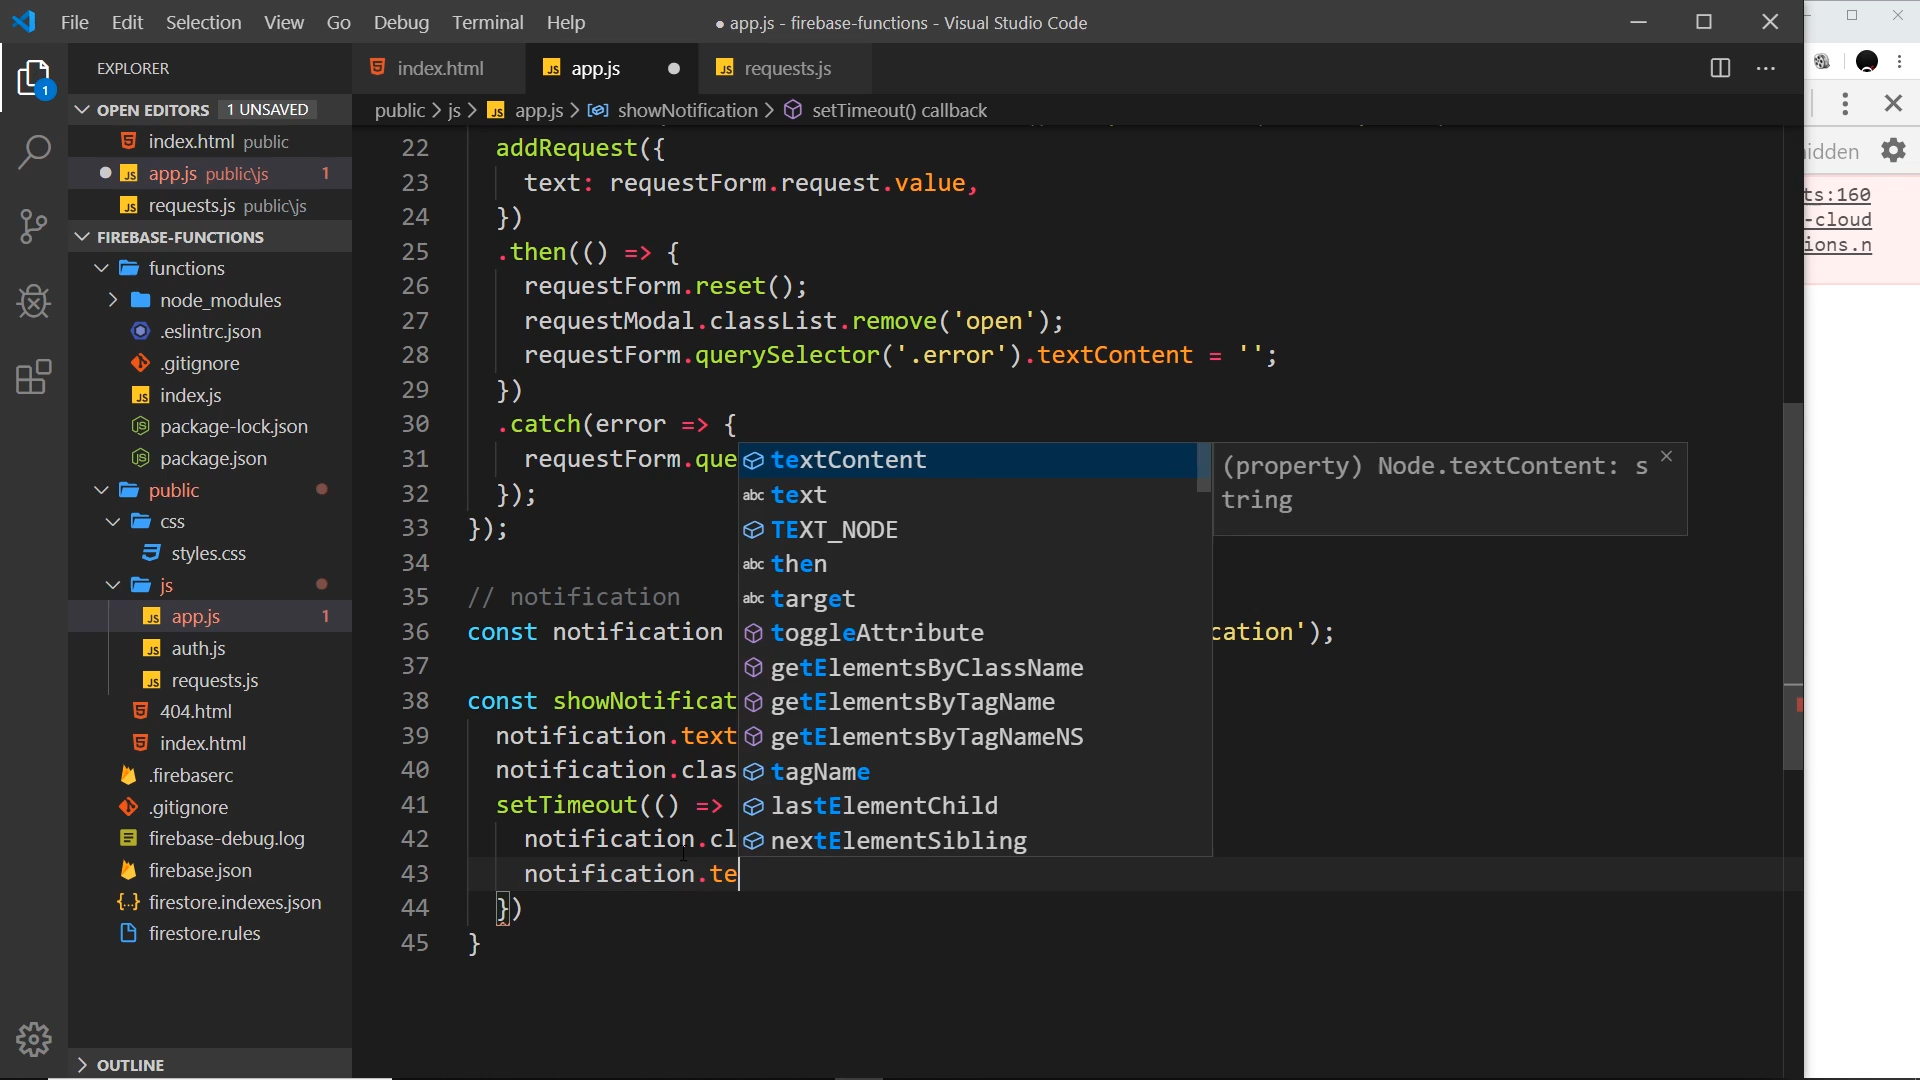 File Edit Selection View Go Debug Terminal Help
● app.js - firebase-functions - Visual Studio Code
EXPLORER
OPEN EDITORS 1 UNSAVED
index.html public
app.js public\js 1
requests.js public\js
FIREBASE-FUNCTIONS
functions
node_modules
.eslintrc.json
.gitignore
index.js
package-lock.json
package.json
public
css
styles.css
js
app.js 1
auth.js
requests.js
404.html
index.html
.firebaserc
.gitignore
firebase-debug.log
firebase.json
firestore.indexes.json
firestore.rules
OUTLINE
1
index.html
app.js
requests.js
public > js > app.js > showNotification > setTimeout() callback
22 addRequest({
23 text: requestForm.request.value,
24 })
25 .then(() => {
26 requestForm.reset();
27 requestModal.classList.remove('open');
28 requestForm.querySelector('.error').textContent = '';
29 })
30 .catch(error => {
31 requestForm.que
32 });
33 });
34
35 // notification
36 const notification cation');
37
38 const showNotificat
39 notification.text
40 notification.clas
41 setTimeout(() =>
42 notification.cl
43 notification.te
44 })
45 }
textContent
abc text
TEXT_NODE
abc then
abc target
toggleAttribute
getElementsByClassName
getElementsByTagName
getElementsByTagNameNS
tagName
lastElementChild
nextElementSibling
(property) Node.textContent: s
tring
idden
ts:160
-cloud
ions.n